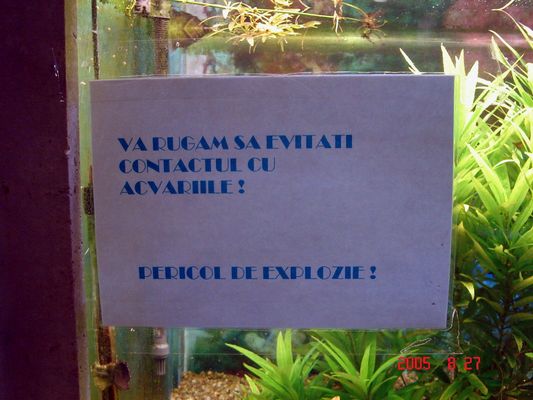 VA RUGAM SA EVITATI
CONTACTUL CU
ACVARIILE !
PERICOL DE EXPLOZIE !
2005 8 27